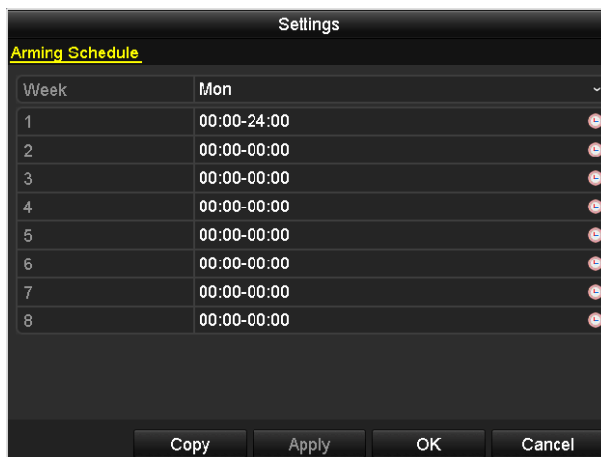 Settings
Arming Schedule
Week Mon
1 00:00-24:00
2 00:00-00:00
3 00:00-00:00
4 00:00-00:00
5 00:00-00:00
6 00:00-00:00
7 00:00-00:00
8 00:00-00:00
Copy Apply OK Cancel